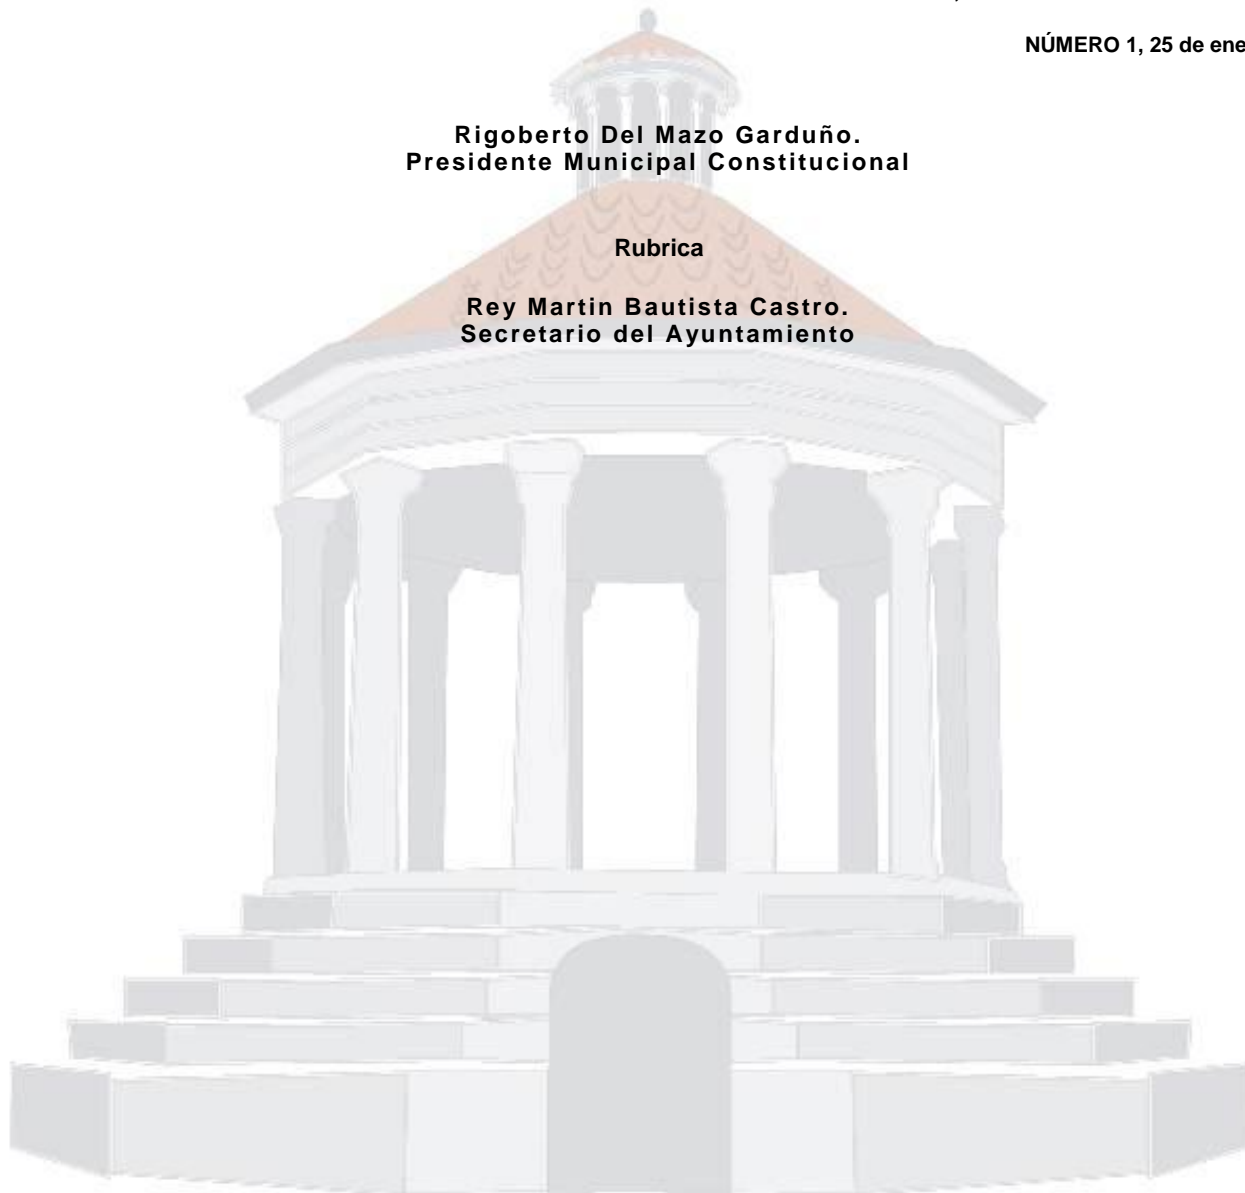 NÚMERO 1, 25 de ene
Rigoberto Del Mazo Garduño.
Presidente Municipal Constitucional
Rubrica
Rey Martin Bautista Castro.
Secretario del Ayuntamiento